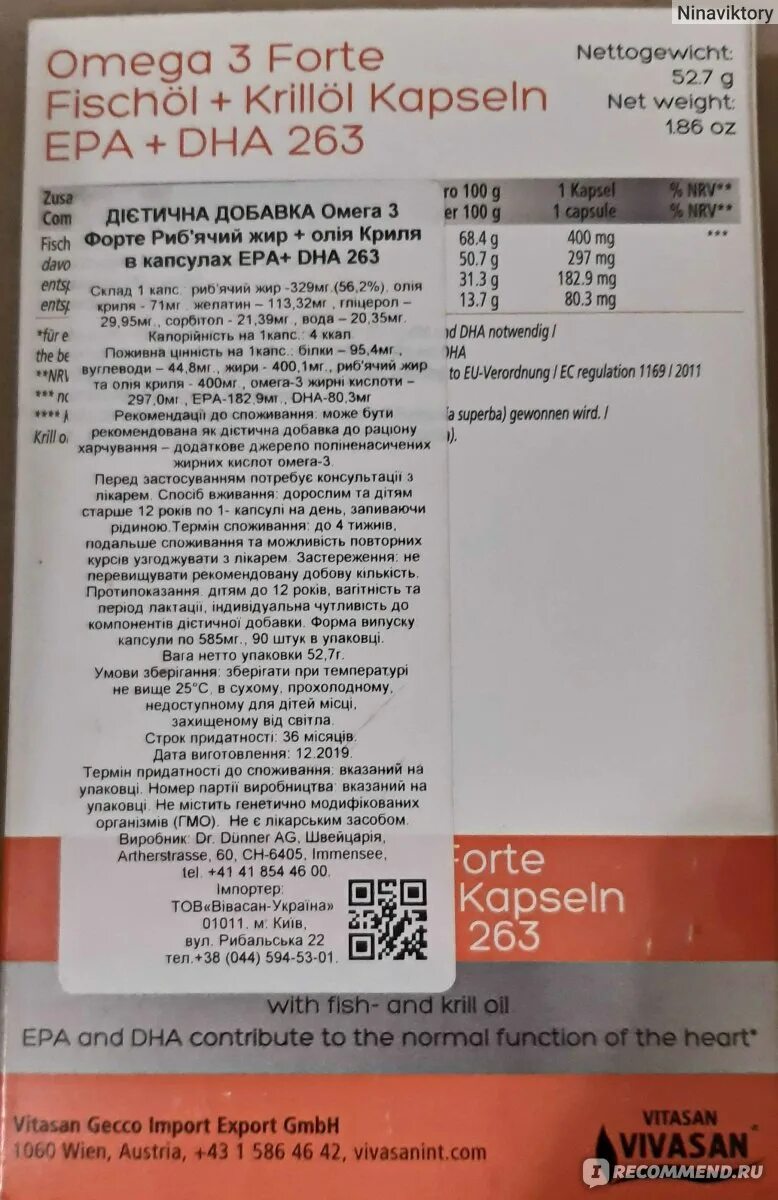 Ninaviktory
Omega 3 Forte
Fischöl + Krillöl Kapseln
EPA + DHA 263
Nettogewicht:
52.7 g
Net weight:
1.86 oz
Zusa
Com
ro 100 g 1 Kapsel % NRV**
er 100 g 1 capsule % NRV**
Fisch 68.4 g 400 mg ***
davo 50.7 g 297 mg
entsp 31.3 g 182.9 mg
entsp 13.7 g 80.3 mg
*für e nd DHA notwendig /
the be DHA
**NRV to EU-Verordnung / EC regulation 1169 / 2011
*** no
**** ia superba) gewonnen wird. /
Krill o ).
ДІЄТИЧНА ДОБАВКА Омега 3
Форте Риб'ячий жир + олія Криля
в капсулах EPA+ DHA 263
Склад 1 капс. риб'ячий жир -329мг.(56,2%), олія
криля - 71мг. желатин – 113,32мг , гліцерол –
29,95мг., сорбітол - 21,39мг , вода – 20,35мг.
Калорійність на 1капс.: 4 ккал.
Поживна цінність на 1капс.: білки – 95,4мг ,
вуглеводи – 44,8мг., жири - 400,1мг., риб'ячий жир
та олія криля - 400мг., омега-3 жирні кислоти –
297,0мг , EPA-182,9мг., DHA-80,3мг
Рекомендації до споживання: може бути
рекомендована як дієтична добавка до раціону
харчування – додаткове джерело поліненасичених
жирних кислот омега-3.
Перед застосуванням потребує консультації з
лікарем. Спосіб вживання: дорослим та дітям
старше 12 років по 1- капсулі на день, запиваючи
рідиною.Термін споживання: до 4 тижнів,
подальше споживання та можливість повторних
курсів узгоджувати з лікарем. Застереження: не
перевищувати рекомендовану добову кількість.
Протипоказання: дітям до 12 років, вагітність та
період лактації, індивідуальна чутливість до
компонентів дієтичної добавки. Форма випуску
капсули по 585мг., 90 штук в упаковці.
Вага нетто упаковки 52,7г.
Умови зберігання: зберігати при температурі
не вище 25°С, в сухому, прохолодному,
недоступному для дітей місці,
захищеному від світла.
Строк придатності: 36 місяців.
Дата виготовлення: 12.2019.
Термін придатності до споживання: вказаний на
упаковці. Номер партії виробництва: вказаний на
упаковці. Не містить генетично модифікованих
організмів (ГМО). Не є лікарським засобом.
Виробник: Dr. Dünner AG, Швейцарія,
Artherstrasse, 60, CH-6405, Immensee,
tel. +41 41 854 46 00.
Імпортер:
ТОВ«Вівасан-Україна»
01011. м. Київ,
вул. Рибальська 22
тел.+38 (044) 594-53-01.
Forte
Kapseln
263
with fish- and krill oil
EPA and DHA contribute to the normal function of the heart*
Vitasan Gecco Import Export GmbH
1060 Wien, Austria, +43 1 586 46 42, vivasanint.com
VITASAN
VIVASAN
IRECOMMEND.RU